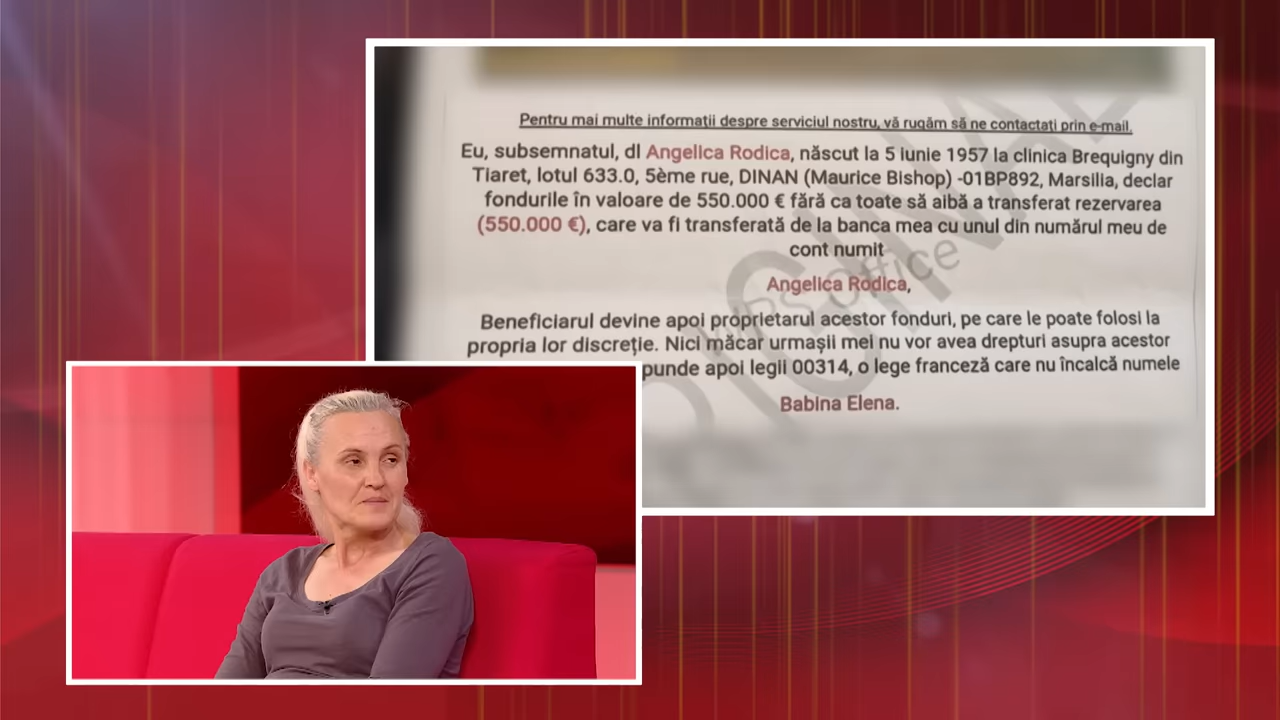 Pentru mai multe informații despre serviciul nostru, vă rugăm să ne contactați prin e-mail.
Eu, subsemnatul, dl Angelica Rodica, născut la 5 iunie 1957 la clinica Brequigny din
Tiaret, lotul 633.0, 5ème rue, DINAN (Maurice Bishop) -01BP892, Marsilia, declar
fondurile în valoare de 550.000 € fără ca toate să aibă a transferat rezervarea
(550.000 €), care va fi transferată de la banca mea cu unul din numărul meu de
cont numit
Angelica Rodica,
Beneficiarul devine apoi proprietarul acestor fonduri, pe care le poate folosi la
propria lor discreție. Nici măcar urmașii mei nu vor avea drepturi asupra acestor
punde apoi legii 00314, o lege franceză care nu încalcă numele
Babina Elena.
office